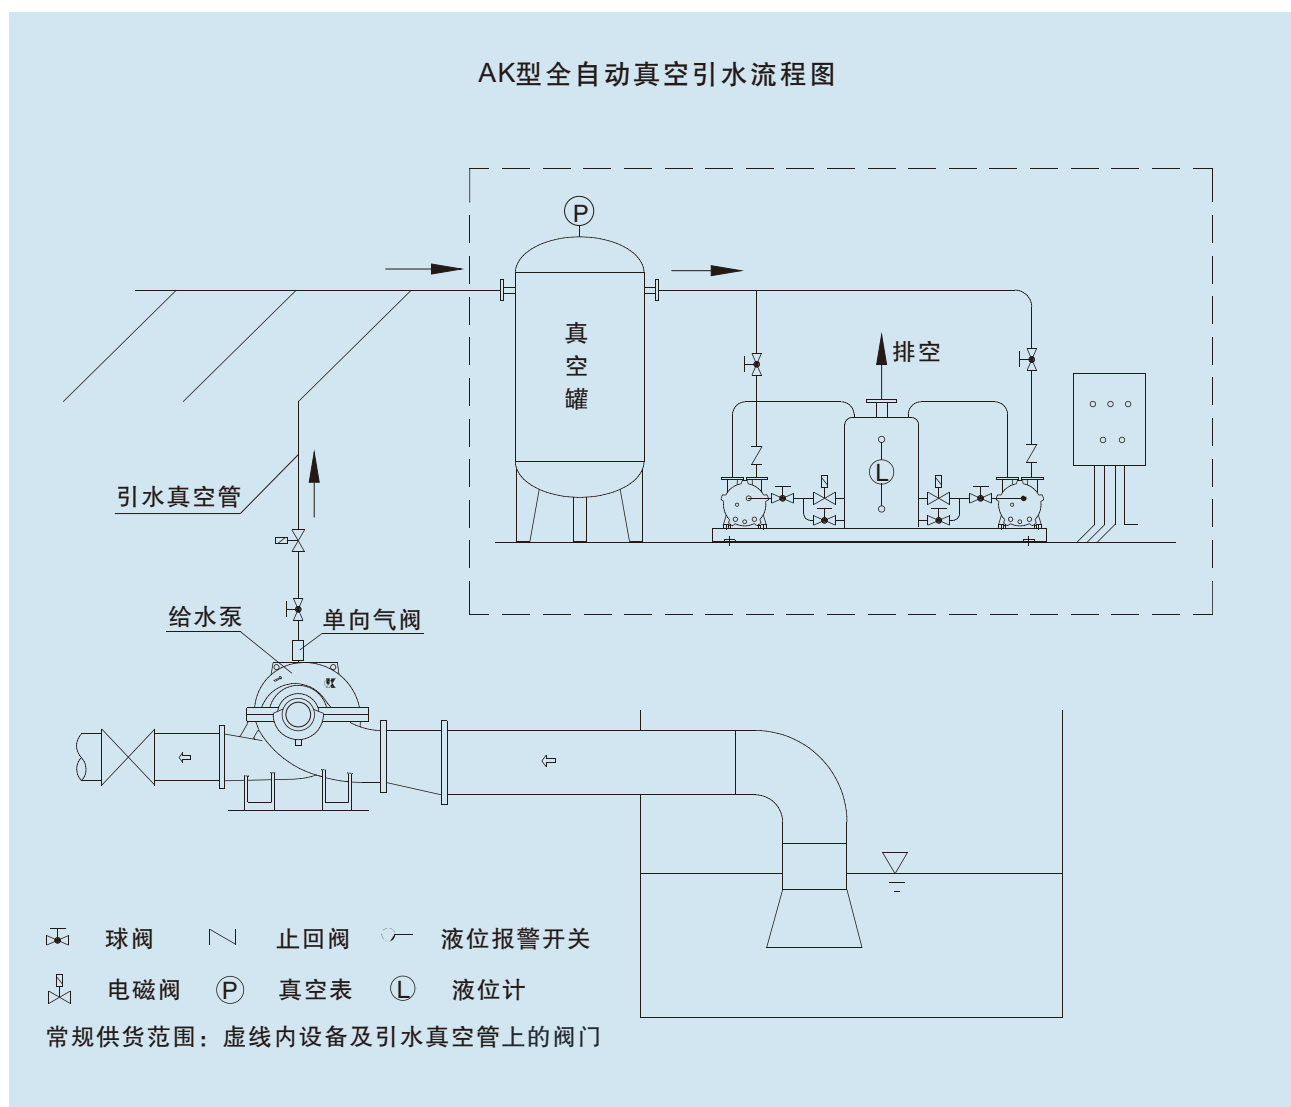 AK型全自动真空引水流程图
P
真
空
罐
排空
L
引水真空管
给水泵
单向气阀
球阀
止回阀
液位报警开关
电磁阀
P
真空表
L
液位计
常规供货范围：虚线内设备及引水真空管上的阀门